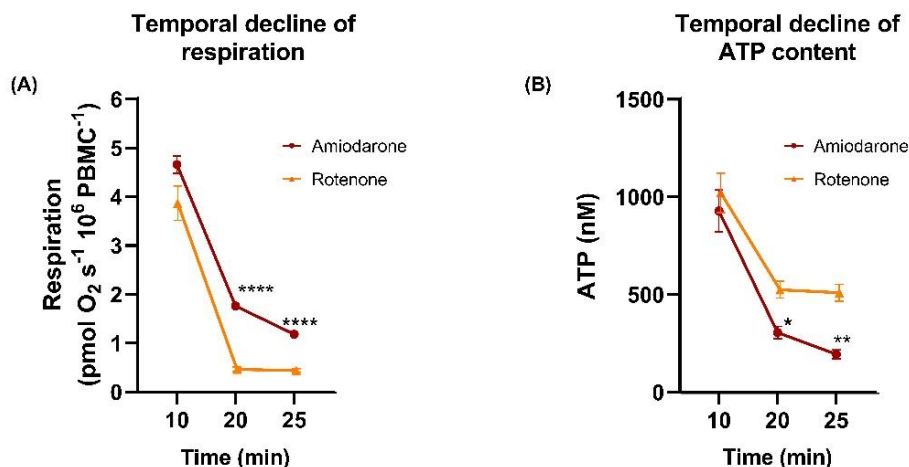 Temporal decline of
respiration
(A)
6
5
4
3
2
1
0
Respiration
(pmol O₂ s⁻¹ 10⁶ PBMC⁻¹)
Amiodarone
Rotenone
****
****
10 20 25
Time (min)
Temporal decline of
ATP content
(B)
1500
1000
500
0
ATP (nM)
Amiodarone
Rotenone
*
**
10 20 25
Time (min)